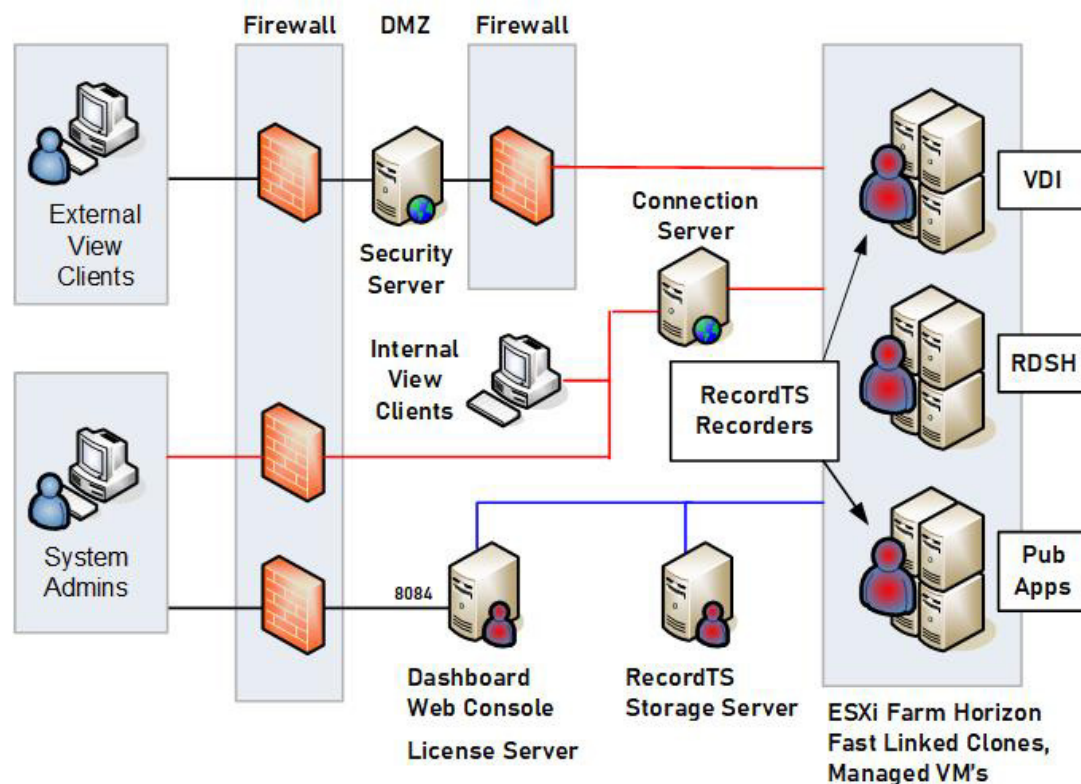 Firewall
DMZ
Firewall
External
View
Clients
Security
Server
Connection
Server
VDI
Internal
View
Clients
RecordTS
Recorders
RDSH
System
Admins
8084
Pub
Apps
Dashboard
Web Console
License Server
RecordTS
Storage Server
ESXi Farm Horizon
Fast Linked Clones,
Managed VM's